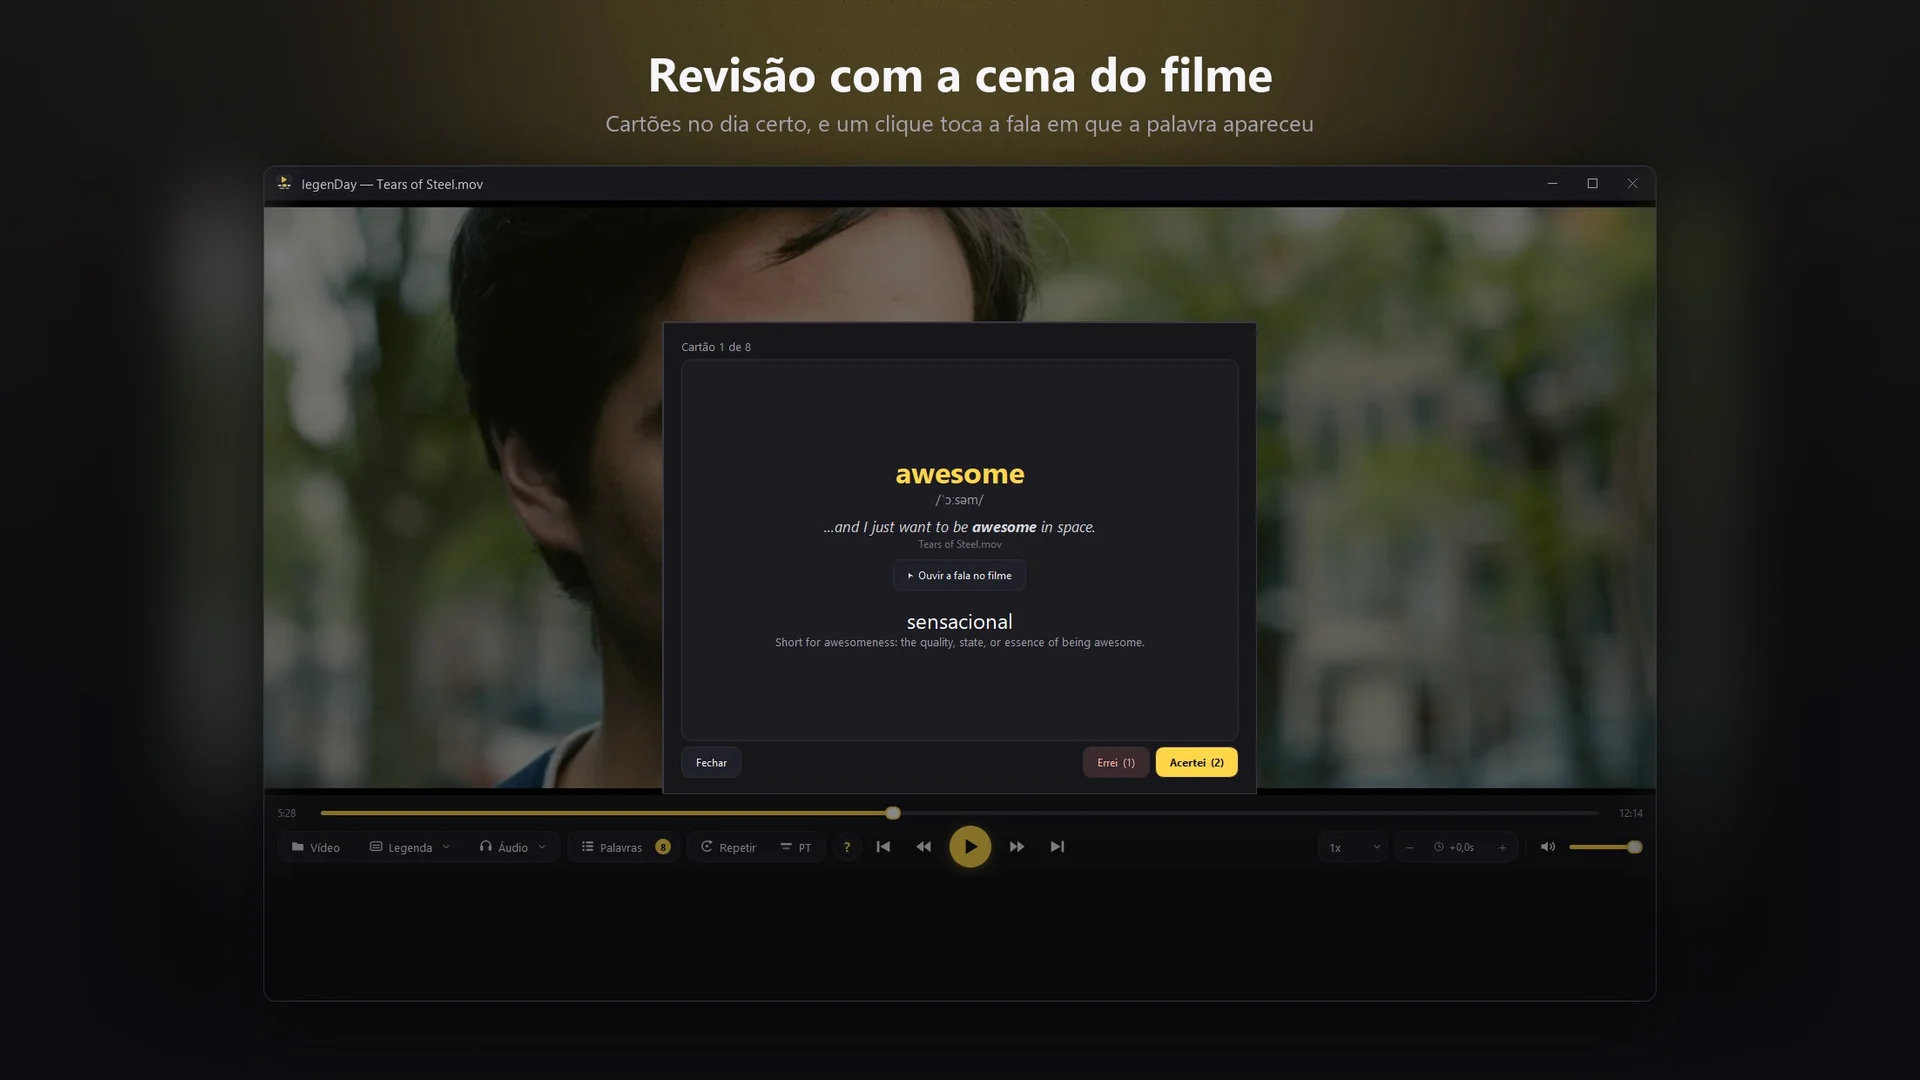 Revisão com a cena do filme
Cartões no dia certo, e um clique toca a fala em que a palavra apareceu
legenDay — Tears of Steel.mov
Cartão 1 de 8
awesome
/ˈɔːsəm/
...and I just want to be awesome in space.
Tears of Steel.mov
Ouvir a fala no filme
sensacional
Short for awesomeness: the quality, state, or essence of being awesome.
Fechar
Errei (1)
Acertei (2)
5:28
12:14
Vídeo
Legenda
Áudio
Palavras
8
Repetir
PT
?
1x
− +0,0s +